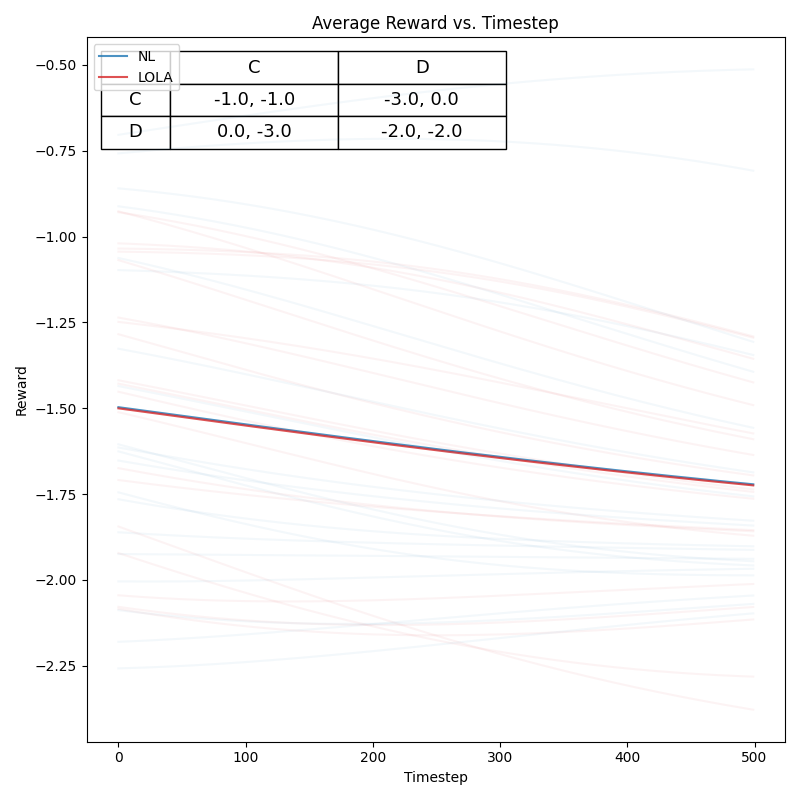 Average Reward vs. Timestep
NL
LOLA
C D
C -1.0, -1.0 -3.0, 0.0
D 0.0, -3.0 -2.0, -2.0
−0.50
−0.75
−1.00
−1.25
−1.50
−1.75
−2.00
−2.25
Reward
0 100 200 300 400 500
Timestep